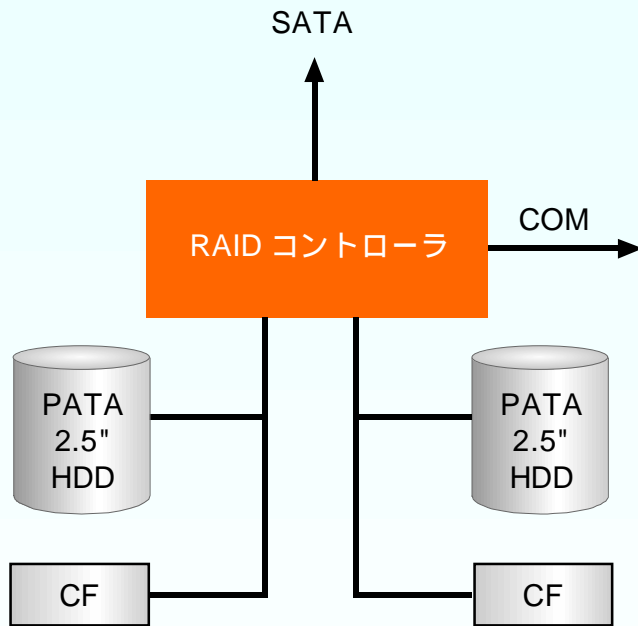 SATA
RAID コントローラ
COM
PATA
2.5"
HDD
PATA
2.5"
HDD
CF
CF